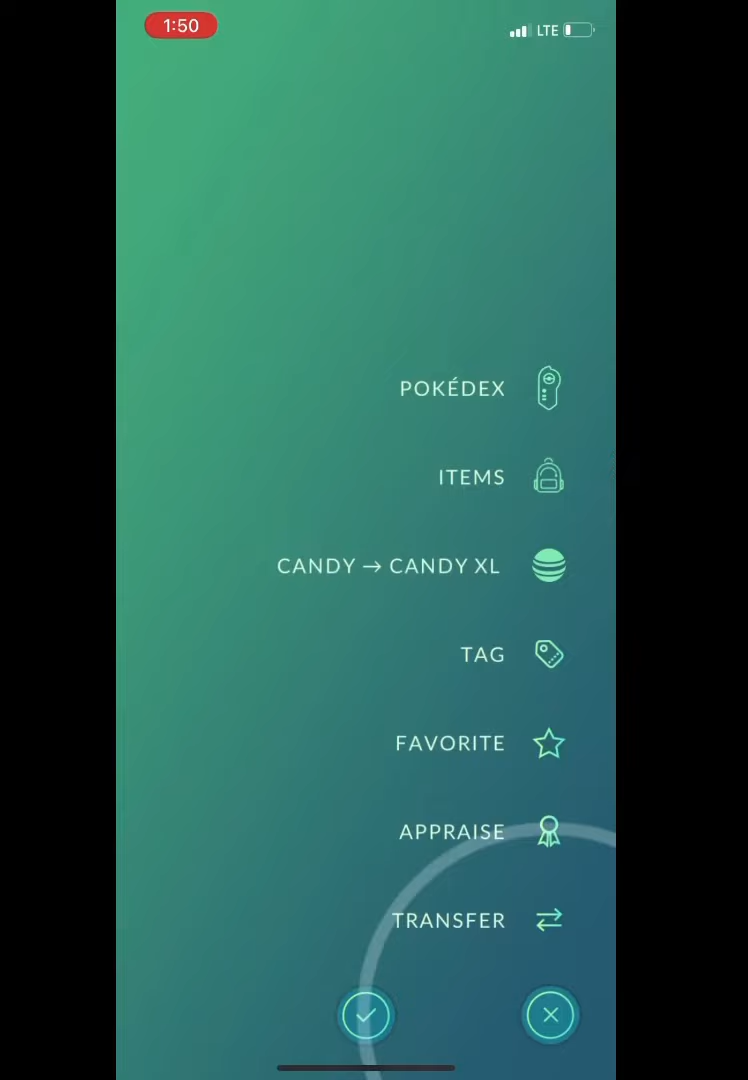 1:50
LTE
POKÉDEX
ITEMS
CANDY → CANDY XL
TAG
FAVORITE
APPRAISE
TRANSFER